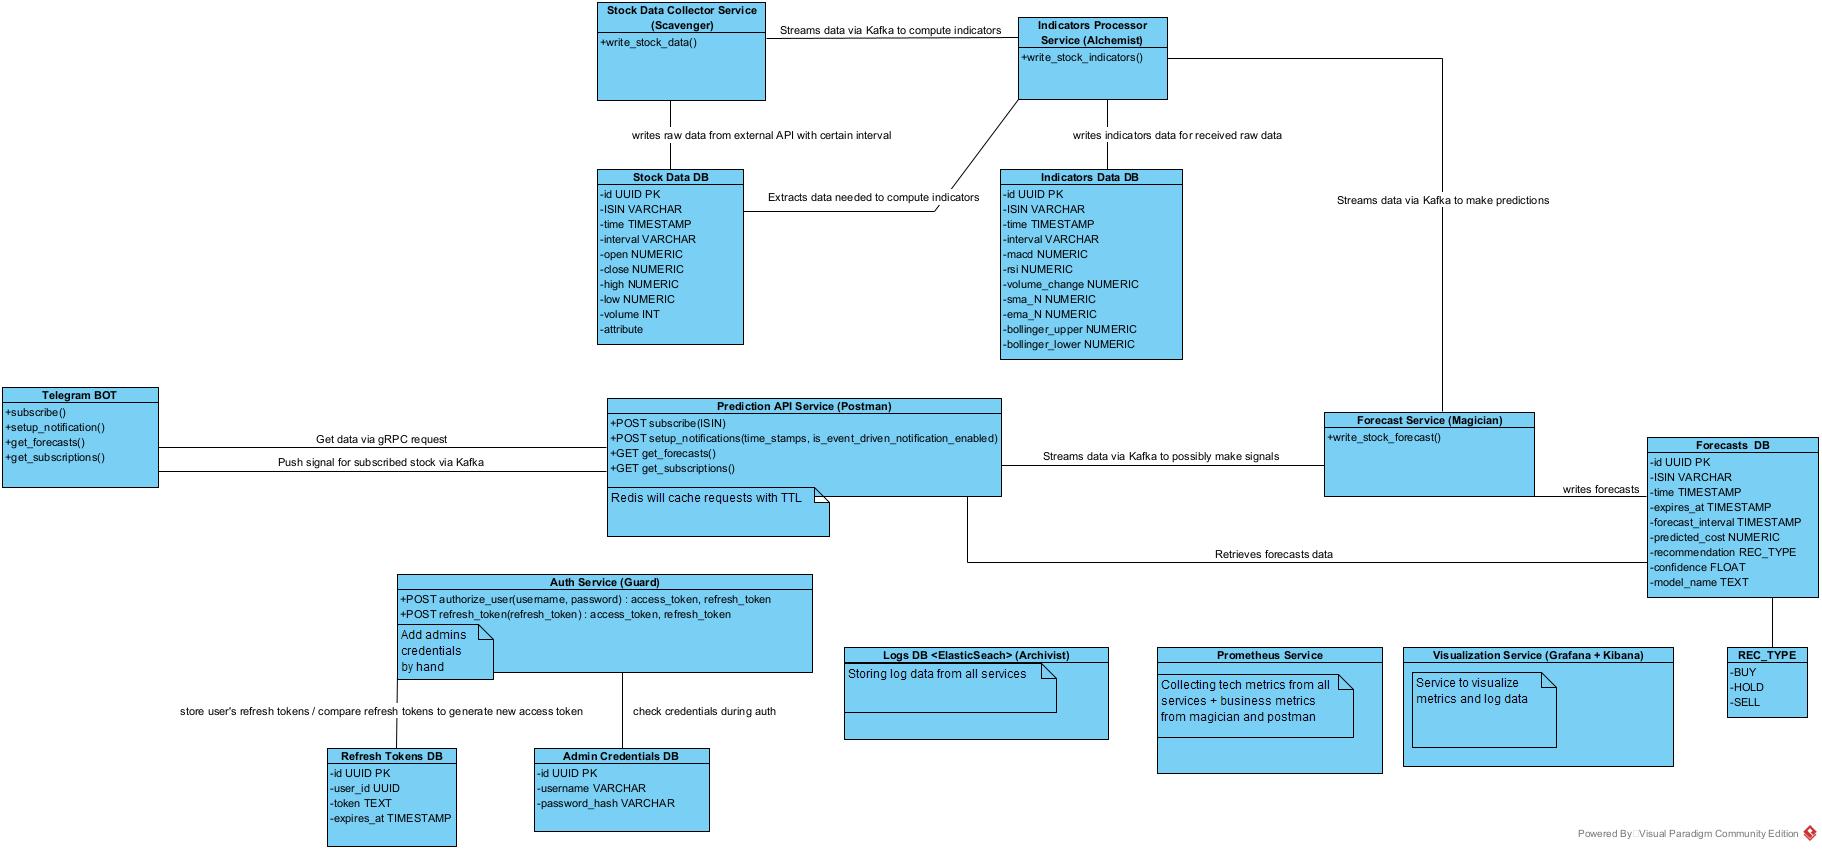 Stock Data Collector Service
(Scavenger)
+write_stock_data()
Streams data via Kafka to compute indicators
Indicators Processor
Service (Alchemist)
+write_stock_indicators()
writes raw data from external API with certain interval
writes indicators data for received raw data
Stock Data DB
-id UUID PK
-ISIN VARCHAR
-time TIMESTAMP
-interval VARCHAR
-open NUMERIC
-close NUMERIC
-high NUMERIC
-low NUMERIC
-volume INT
-attribute
Extracts data needed to compute indicators
Indicators Data DB
-id UUID PK
-ISIN VARCHAR
-time TIMESTAMP
-interval VARCHAR
-macd NUMERIC
-rsi NUMERIC
-volume_change NUMERIC
-sma_N NUMERIC
-ema_N NUMERIC
-bollinger_upper NUMERIC
-bollinger_lower NUMERIC
Streams data via Kafka to make predictions
Telegram BOT
+subscribe()
+setup_notification()
+get_forecasts()
+get_subscriptions()
Get data via gRPC request
Push signal for subscribed stock via Kafka
Prediction API Service (Postman)
+POST subscribe(ISIN)
+POST setup_notifications(time_stamps, is_event_driven_notification_enabled)
+GET get_forecasts()
+GET get_subscriptions()
Redis will cache requests with TTL
Streams data via Kafka to possibly make signals
Forecast Service (Magician)
+write_stock_forecast()
writes forecasts
Forecasts  DB
-id UUID PK
-ISIN VARCHAR
-time TIMESTAMP
-expires_at TIMESTAMP
-forecast_interval TIMESTAMP
-predicted_cost NUMERIC
-recommendation REC_TYPE
-confidence FLOAT
-model_name TEXT
Retrieves forecasts data
Auth Service (Guard)
+POST authorize_user(username, password) : access_token, refresh_token
+POST refresh_token(refresh_token) : access_token, refresh_token
Add admins
credentials
by hand
store user's refresh tokens / compare refresh tokens to generate new access token
check credentials during auth
Refresh Tokens DB
-id UUID PK
-user_id UUID
-token TEXT
-expires_at TIMESTAMP
Admin Credentials DB
-id UUID PK
-username VARCHAR
-password_hash VARCHAR
Logs DB <ElasticSeach> (Archivist)
Storing log data from all services
Prometheus Service
Collecting tech metrics from all
services + business metrics
from magician and postman
Visualization Service (Grafana + Kibana)
Service to visualize
metrics and log data
REC_TYPE
-BUY
-HOLD
-SELL
Powered By Visual Paradigm Community Edition